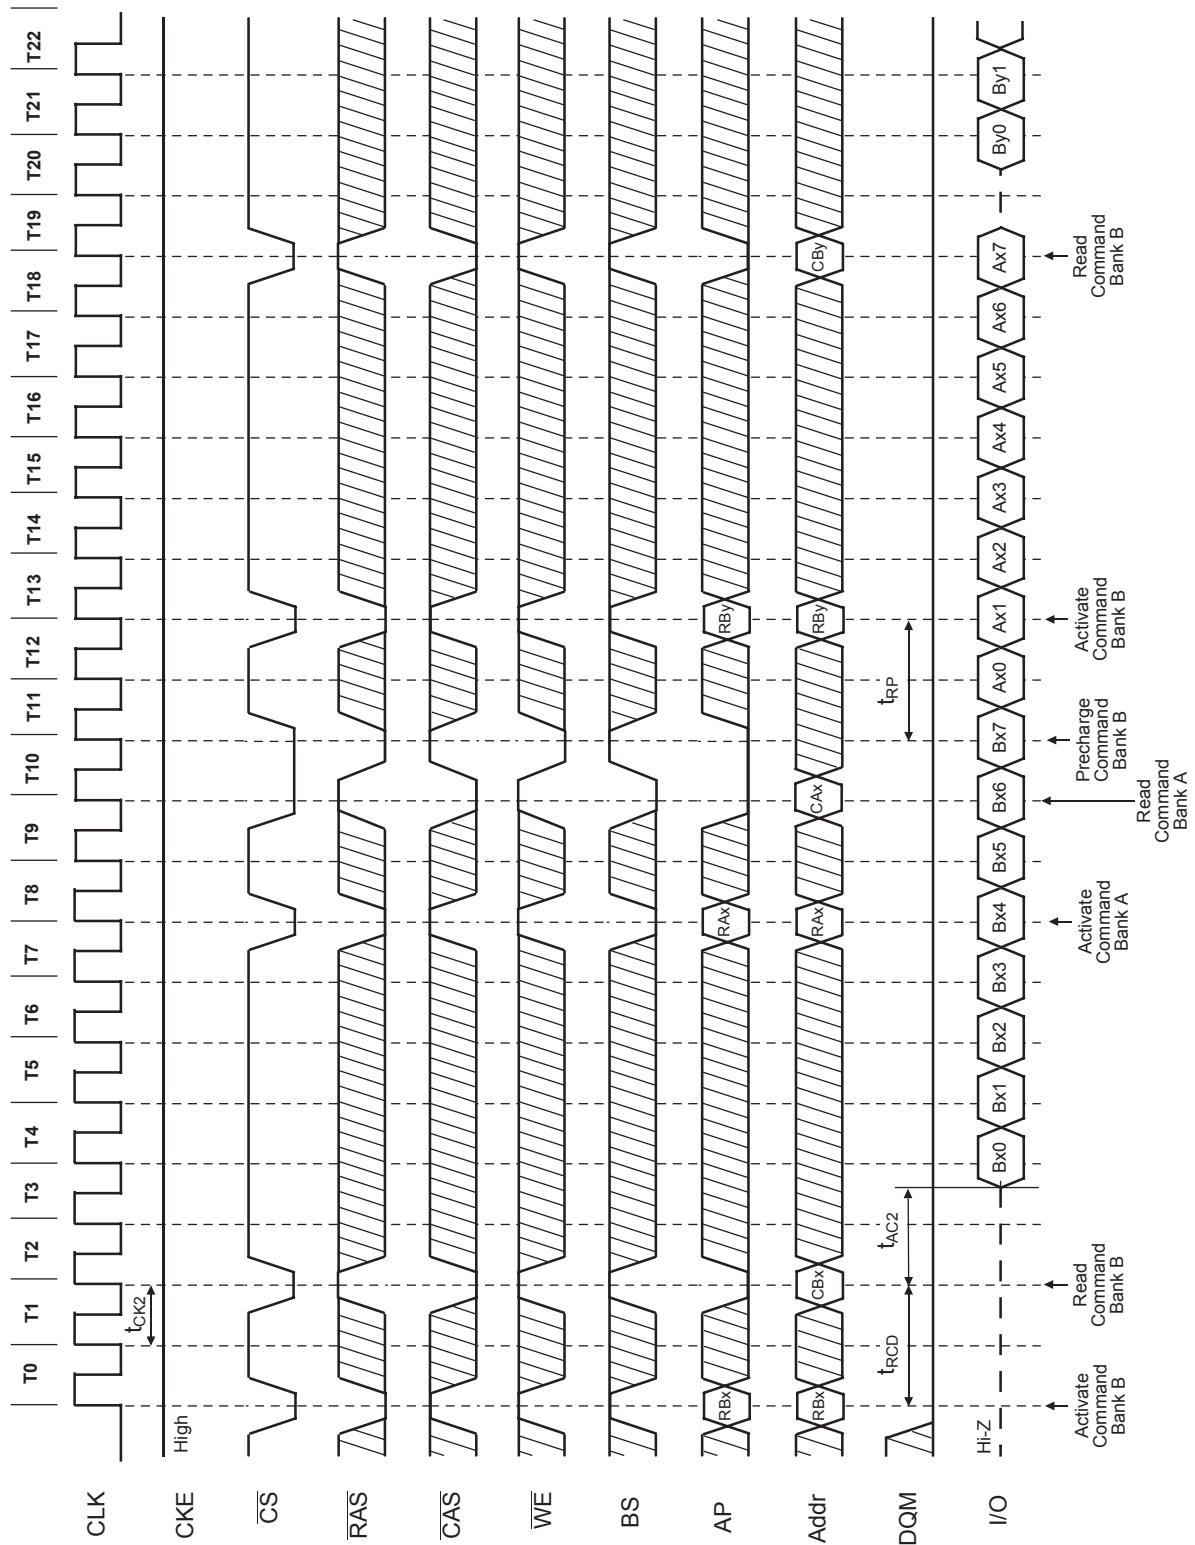 T0 T1 T2 T3 T4 T5 T6 T7 T8 T9 T10 T11 T12 T13 T14 T15 T16 T17 T18 T19 T20 T21 T22
CLK
tCK2
CKE
High
CS
RAS
CAS
WE
BS
AP
RBx RAx RBy
Addr
RBx CBx RAx CAx RBy CBy
DQM
tRCD tAC2 tRP
I/O
Hi-Z
Bx0 Bx1 Bx2 Bx3 Bx4 Bx5 Bx6 Bx7 Ax0 Ax1 Ax2 Ax3 Ax4 Ax5 Ax6 Ax7 By0 By1
Activate
Command
Bank B
Read
Command
Bank B
Activate
Command
Bank A
Read
Command
Bank A
Precharge
Command
Bank B
Activate
Command
Bank B
Read
Command
Bank B